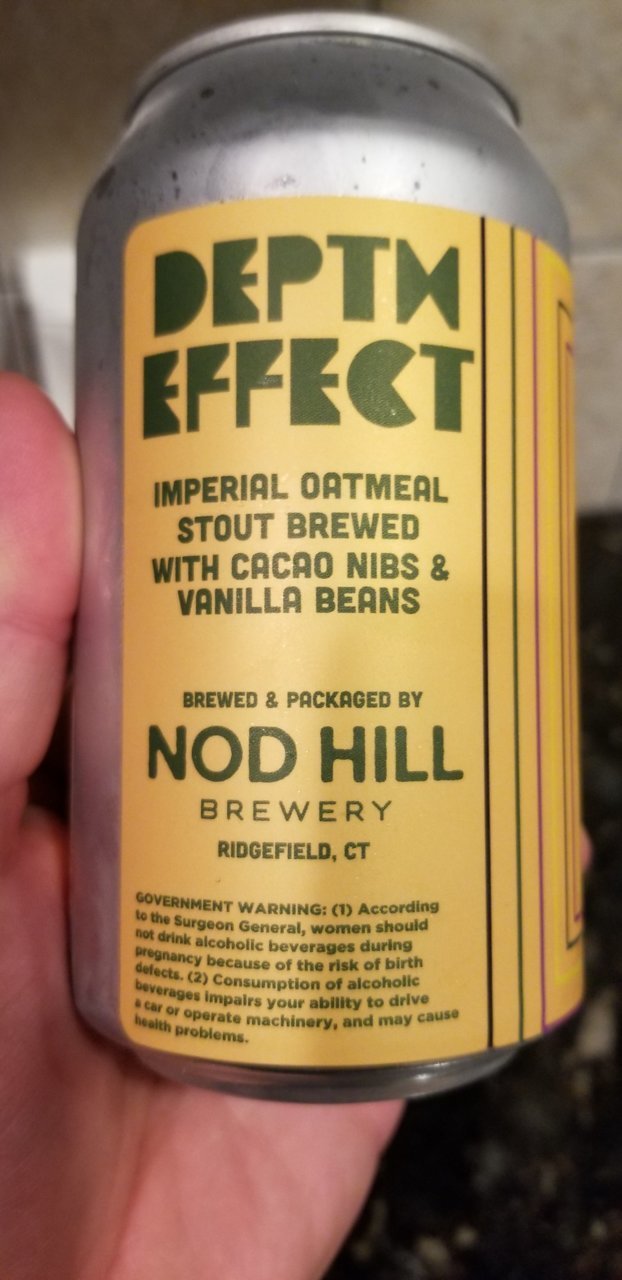 DEPTH
EFFECT
IMPERIAL OATMEAL
STOUT BREWED
WITH CACAO NIBS &
VANILLA BEANS
BREWED & PACKAGED BY
NOD HILL
BREWERY
RIDGEFIELD, CT
GOVERNMENT WARNING: (1) According
to the Surgeon General, women should
not drink alcoholic beverages during
pregnancy because of the risk of birth
defects. (2) Consumption of alcoholic
beverages impairs your ability to drive
a car or operate machinery, and may cause
health problems.